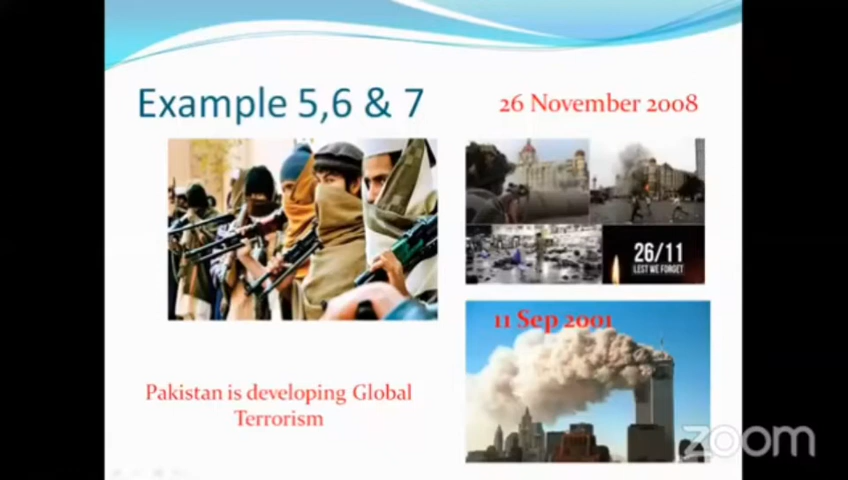 Example 5,6 & 7
26 November 2008
26/11
LEST WE FORGET
11 Sep 2001
Pakistan is developing Global
Terrorism
zoom